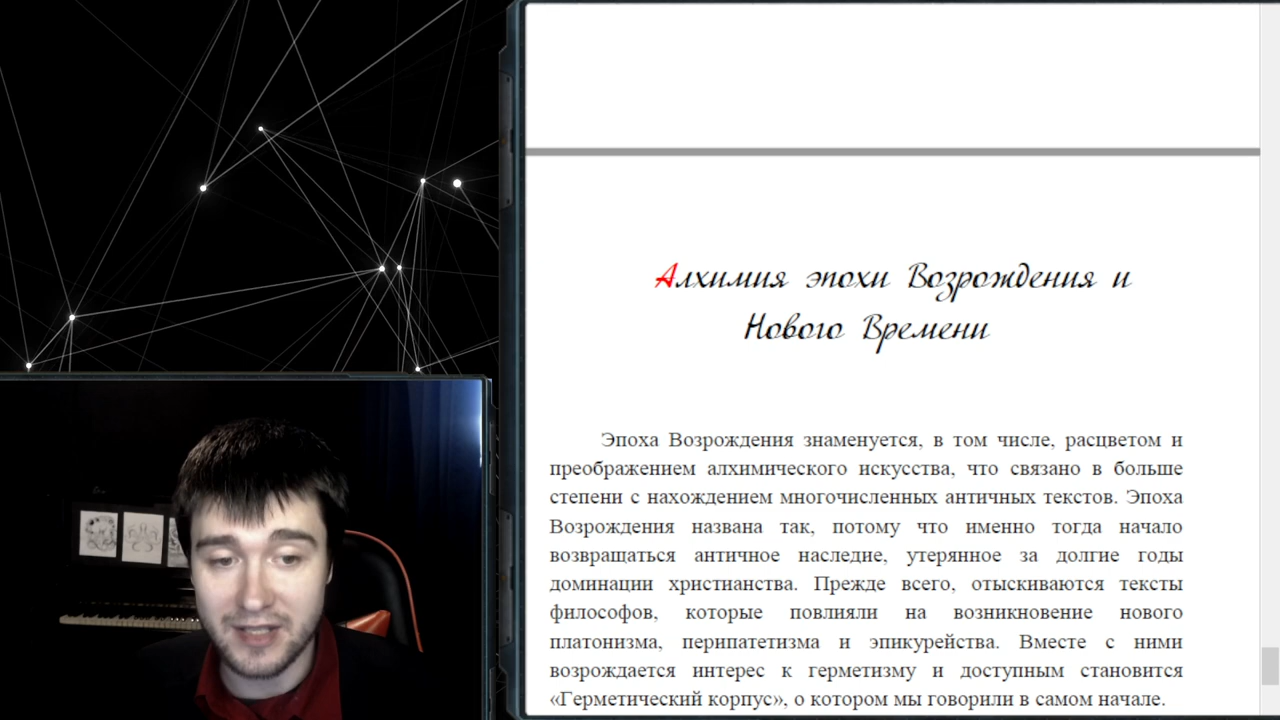 Алхимия эпохи Возрождения и
Нового Времени
Эпоха Возрождения знаменуется, в том числе, расцветом и
преображением алхимического искусства, что связано в больше
степени с нахождением многочисленных античных текстов. Эпоха
Возрождения названа так, потому что именно тогда начало
возвращаться античное наследие, утерянное за долгие годы
доминации христианства. Прежде всего, отыскиваются тексты
философов, которые повлияли на возникновение нового
платонизма, перипатетизма и эпикурейства. Вместе с ними
возрождается интерес к герметизму и доступным становится
«Герметический корпус», о котором мы говорили в самом начале.